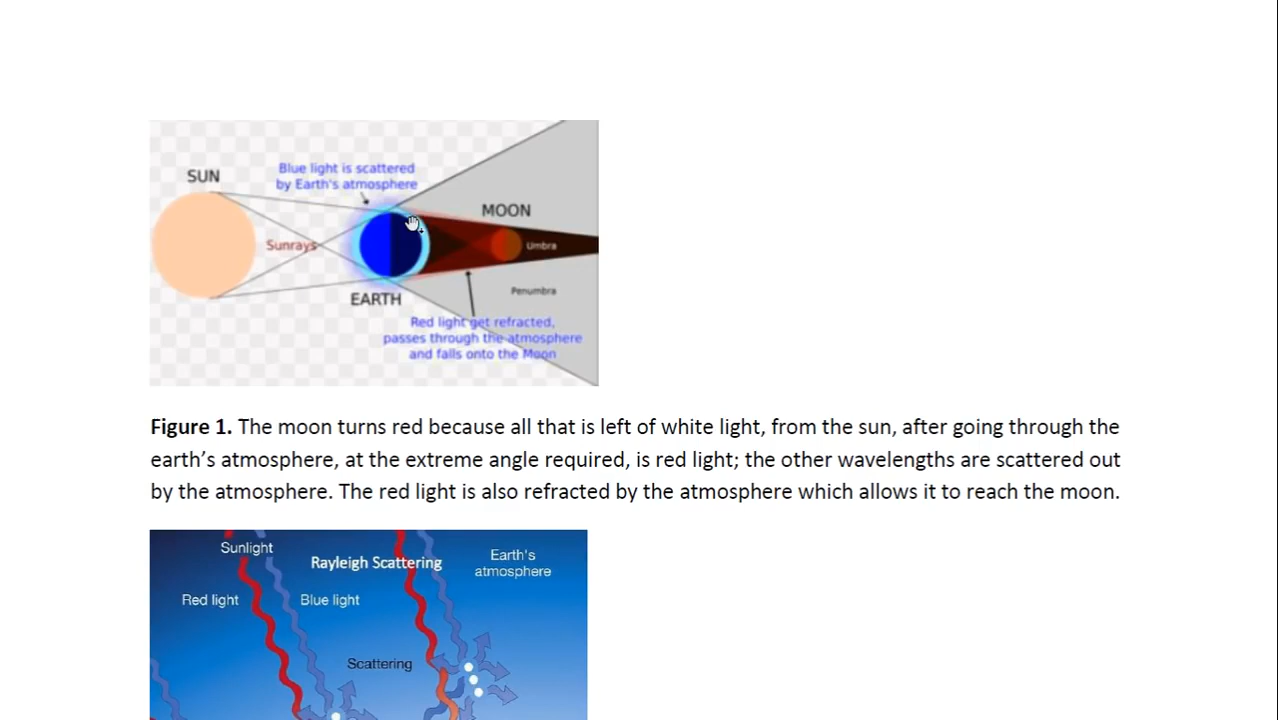 SUN
Blue light is scattered
by Earth's atmosphere
MOON
Sunrays
Umbra
EARTH
Penumbra
Red light get refracted,
passes through the atmosphere
and falls onto the Moon
Figure 1. The moon turns red because all that is left of white light, from the sun, after going through the
earth’s atmosphere, at the extreme angle required, is red light; the other wavelengths are scattered out
by the atmosphere. The red light is also refracted by the atmosphere which allows it to reach the moon.
Sunlight
Rayleigh Scattering
Earth's
atmosphere
Red light
Blue light
Scattering